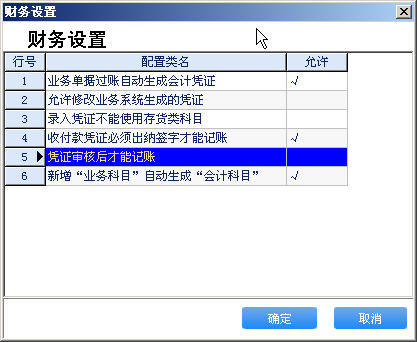 财务设置
财务设置
行号 配置类名 允许
1 业务单据过账自动生成会计凭证 √
2 允许修改业务系统生成的凭证
3 录入凭证不能使用存货类科目
4 收付款凭证必须出纳签字才能记账 √
5 凭证审核后才能记账
6 新增“业务科目”自动生成“会计科目” √
确定 取消